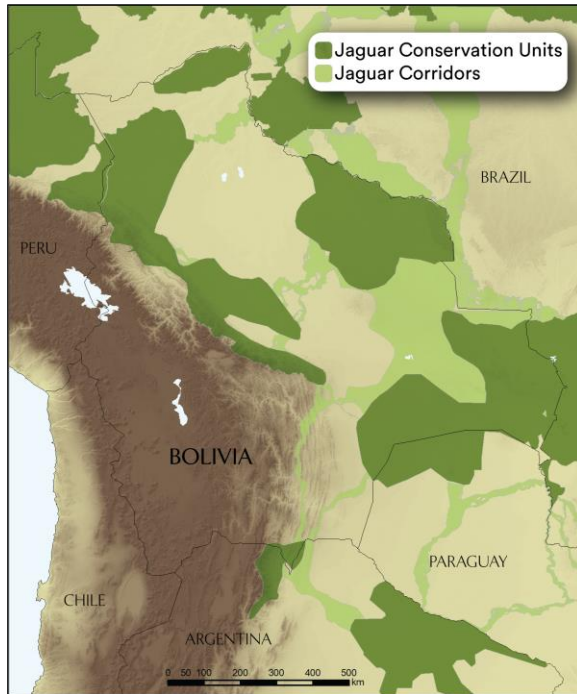 Jaguar Conservation Units
Jaguar Corridors
BRAZIL
PERU
BOLIVIA
PARAGUAY
CHILE
ARGENTINA
0 50 100 200 300 400 500
km